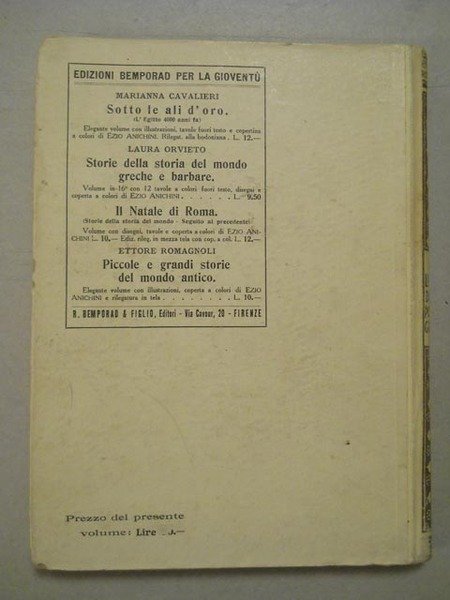 EDIZIONI BEMPORAD PER LA GIOVENTÙ
MARIANNA CAVALIERI
Sotto le ali d'oro.
(L' Egitto 4000 anni fa)
Elegante volume con illustrazioni, tavole fuori testo e copertina
a colori di EZIO ANICHINI. Rilegat. alla bodoniana. L. 12.—
LAURA ORVIETO
Storie della storia del mondo
greche e barbare.
Volume in-16° con 12 tavole a colori fuori testo, disegni e
coperta a colori di EZIO ANICHINI . . . . . . . L. 9,50
Il Natale di Roma.
(Storie della storia del mondo - Seguito al precedente)
Volume con disegni, tavole e coperta a colori di EZIO ANI-
CHINI L. 10.— Ediz. rileg. in mezza tela con cop. a col. L. 12,—
ETTORE ROMAGNOLI
Piccole e grandi storie
del mondo antico.
Elegante volume con illustrazioni, coperta a colori di EZIO
ANICHINI e rilegatura in tela . . . . . . . L. 10.—
R. BEMPORAD & FIGLIO, Editori - Via Cavour, 20 - FIRENZE
Prezzo del presente
volume: Lire